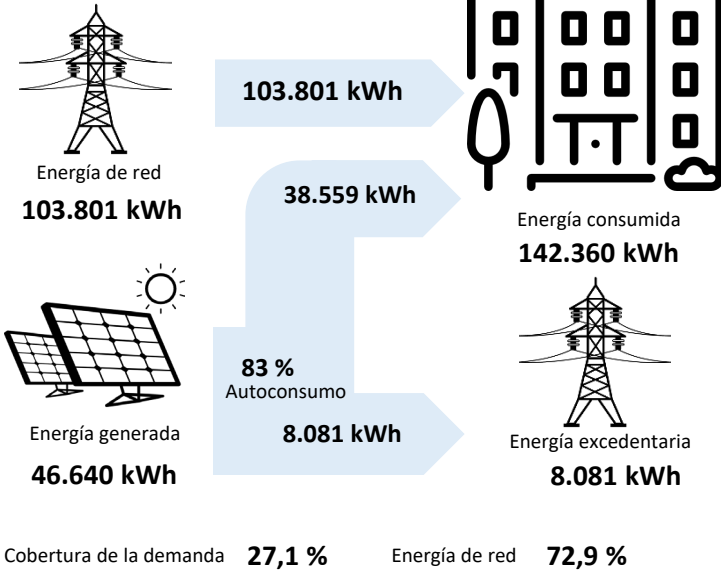 103.801 kWh
Energía de red
103.801 kWh
38.559 kWh
Energía consumida
142.360 kWh
83 %
Autoconsumo
8.081 kWh
Energía generada
46.640 kWh
Energía excedentaria
8.081 kWh
Cobertura de la demanda 27,1 % Energía de red 72,9 %